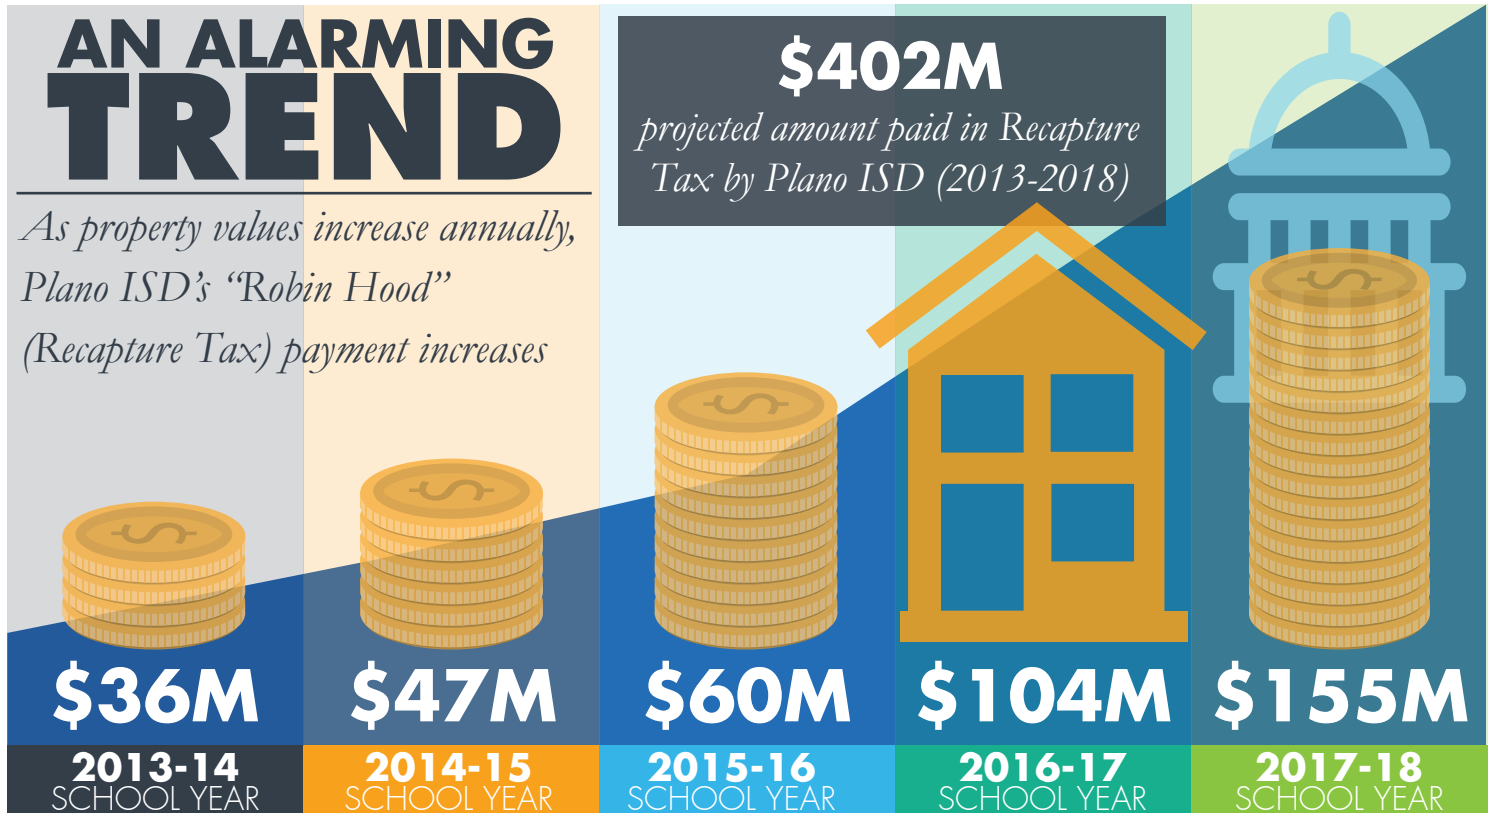 AN ALARMING
TREND
As property values increase annually,
Plano ISD's “Robin Hood”
(Recapture Tax) payment increases
$402M
projected amount paid in Recapture
Tax by Plano ISD (2013-2018)
$36M
2013-14
SCHOOL YEAR
$47M
2014-15
SCHOOL YEAR
$60M
2015-16
SCHOOL YEAR
$104M
2016-17
SCHOOL YEAR
$155M
2017-18
SCHOOL YEAR